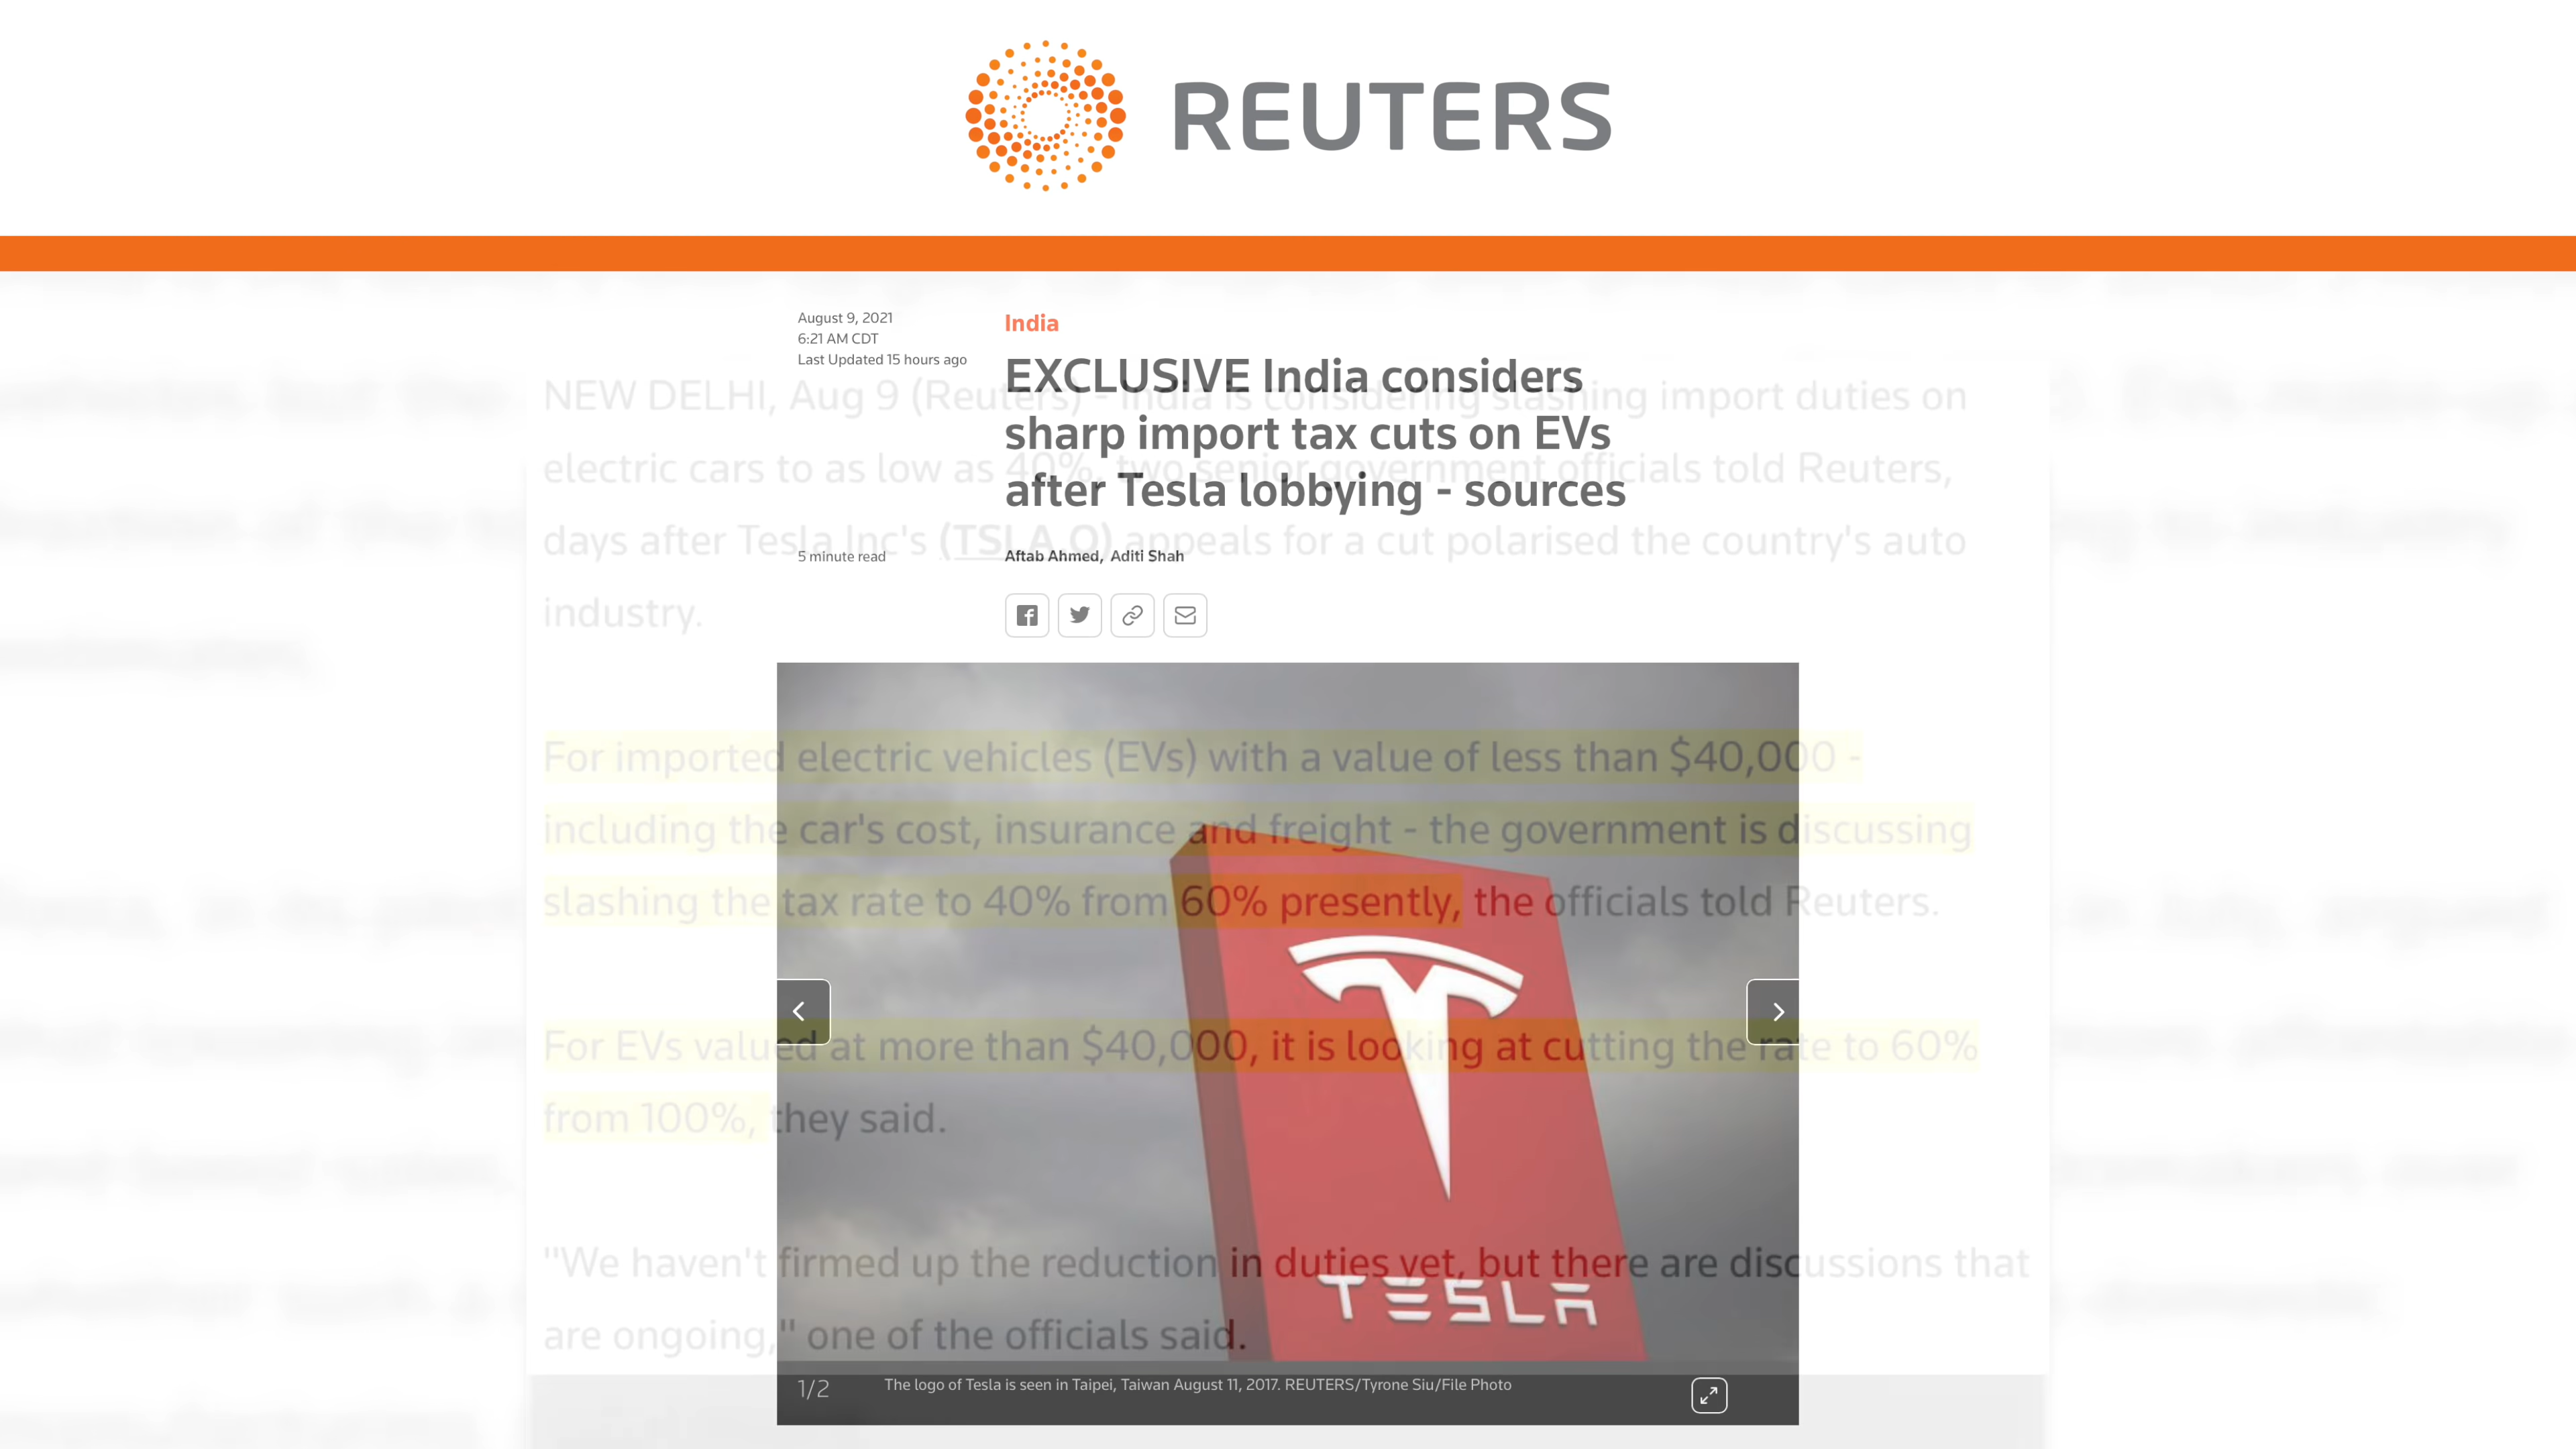 REUTERS
August 9, 2021
6:21 AM CDT
Last Updated 15 hours ago
India
EXCLUSIVE India considers
sharp import tax cuts on EVs
after Tesla lobbying - sources
5 minute read
Aftab Ahmed, Aditi Shah
NEW DELHI, Aug 9 (Reuters) - India is considering slashing import duties on
electric cars to as low as 40%, two senior government officials told Reuters,
days after Tesla Inc's (TSLA.O) appeals for a cut polarised the country's auto
industry.
For imported electric vehicles (EVs) with a value of less than $40,000 -
including the car's cost, insurance and freight - the government is discussing
slashing the tax rate to 40% from 60% presently, the officials told Reuters.
For EVs valued at more than $40,000, it is looking at cutting the rate to 60%
from 100%, they said.
"We haven't firmed up the reduction in duties yet, but there are discussions that
are ongoing," one of the officials said.
TESLA
1/2
The logo of Tesla is seen in Taipei, Taiwan August 11, 2017. REUTERS/Tyrone Siu/File Photo